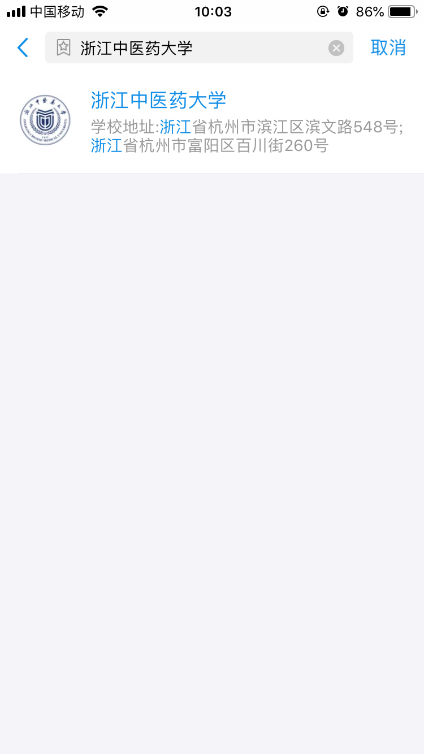 中国移动 10:03 86%
浙江中医药大学 取消
浙江中医药大学
学校地址:浙江省杭州市滨江区滨文路548号;
浙江省杭州市富阳区百川街260号